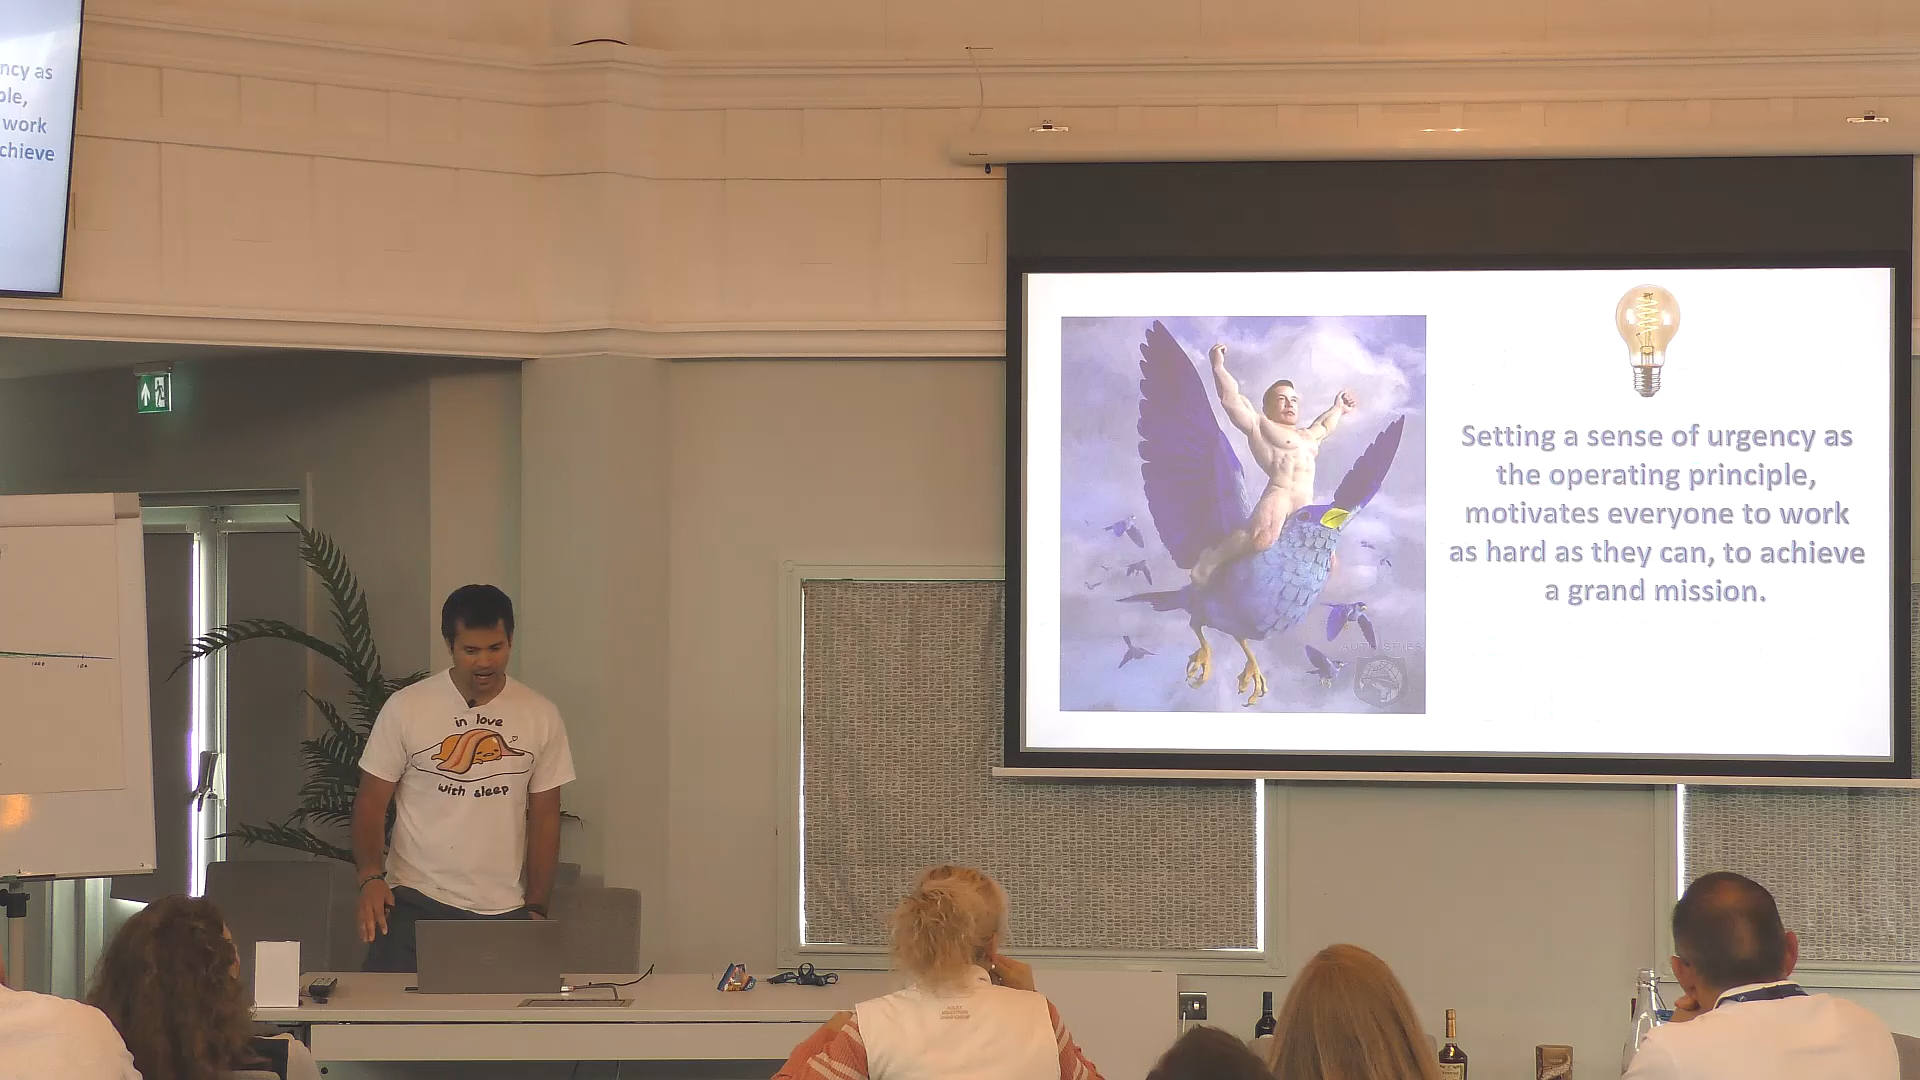 ncy as
ole,
work
chieve
Setting a sense of urgency as
the operating principle,
motivates everyone to work
as hard as they can, to achieve
a grand mission.
in love
with sleep